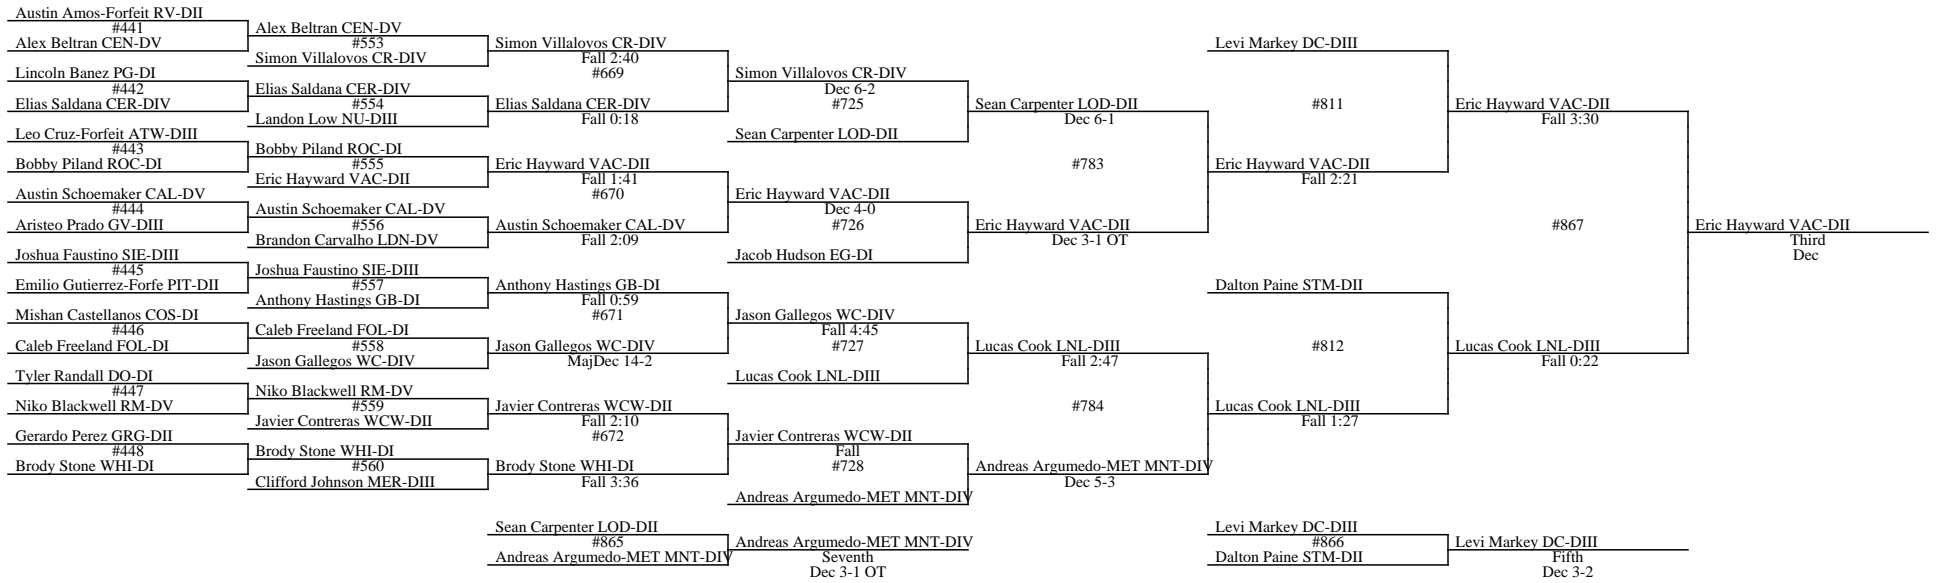 Austin Amos-Forfeit RV-DII
#441
Alex Beltran CEN-DV
Lincoln Banez PG-DI
#442
Elias Saldana CER-DIV
Leo Cruz-Forfeit ATW-DIII
#443
Bobby Piland ROC-DI
Austin Schoemaker CAL-DV
#444
Aristeo Prado GV-DIII
Joshua Faustino SIE-DIII
#445
Emilio Gutierrez-Forfe PIT-DII
Mishan Castellanos COS-DI
#446
Caleb Freeland FOL-DI
Tyler Randall DO-DI
#447
Niko Blackwell RM-DV
Gerardo Perez GRG-DII
#448
Brody Stone WHI-DI
Alex Beltran CEN-DV
#553
Simon Villalovos CR-DIV
Elias Saldana CER-DIV
#554
Landon Low NU-DIII
Bobby Piland ROC-DI
#555
Eric Hayward VAC-DII
Austin Schoemaker CAL-DV
#556
Brandon Carvalho LDN-DV
Joshua Faustino SIE-DIII
#557
Anthony Hastings GB-DI
Caleb Freeland FOL-DI
#558
Jason Gallegos WC-DIV
Niko Blackwell RM-DV
#559
Javier Contreras WCW-DII
Brody Stone WHI-DI
#560
Clifford Johnson MER-DIII
Simon Villalovos CR-DIV
Fall 2:40
#669
Elias Saldana CER-DIV
Fall 0:18
Eric Hayward VAC-DII
Fall 1:41
#670
Austin Schoemaker CAL-DV
Fall 2:09
Anthony Hastings GB-DI
Fall 0:59
#671
Jason Gallegos WC-DIV
MajDec 14-2
Javier Contreras WCW-DII
Fall 2:10
#672
Brody Stone WHI-DI
Fall 3:36
Simon Villalovos CR-DIV
Dec 6-2
#725
Sean Carpenter LOD-DII
Eric Hayward VAC-DII
Dec 4-0
#726
Jacob Hudson EG-DI
Jason Gallegos WC-DIV
Fall 4:45
#727
Lucas Cook LNL-DIII
Javier Contreras WCW-DII
Fall
#728
Andreas Argumedo-MET MNT-DIV
Sean Carpenter LOD-DII
Dec 6-1
#783
Eric Hayward VAC-DII
Dec 3-1 OT
Lucas Cook LNL-DIII
Fall 2:47
#784
Andreas Argumedo-MET MNT-DIV
Dec 5-3
Levi Markey DC-DIII
#811
Eric Hayward VAC-DII
Fall 2:21
Dalton Paine STM-DII
#812
Lucas Cook LNL-DIII
Fall 1:27
Eric Hayward VAC-DII
Fall 3:30
#867
Lucas Cook LNL-DIII
Fall 0:22
Eric Hayward VAC-DII
Third
Dec
Sean Carpenter LOD-DII
#865
Andreas Argumedo-MET MNT-DIV
Andreas Argumedo-MET MNT-DIV
Seventh
Dec 3-1 OT
Levi Markey DC-DIII
#866
Dalton Paine STM-DII
Levi Markey DC-DIII
Fifth
Dec 3-2